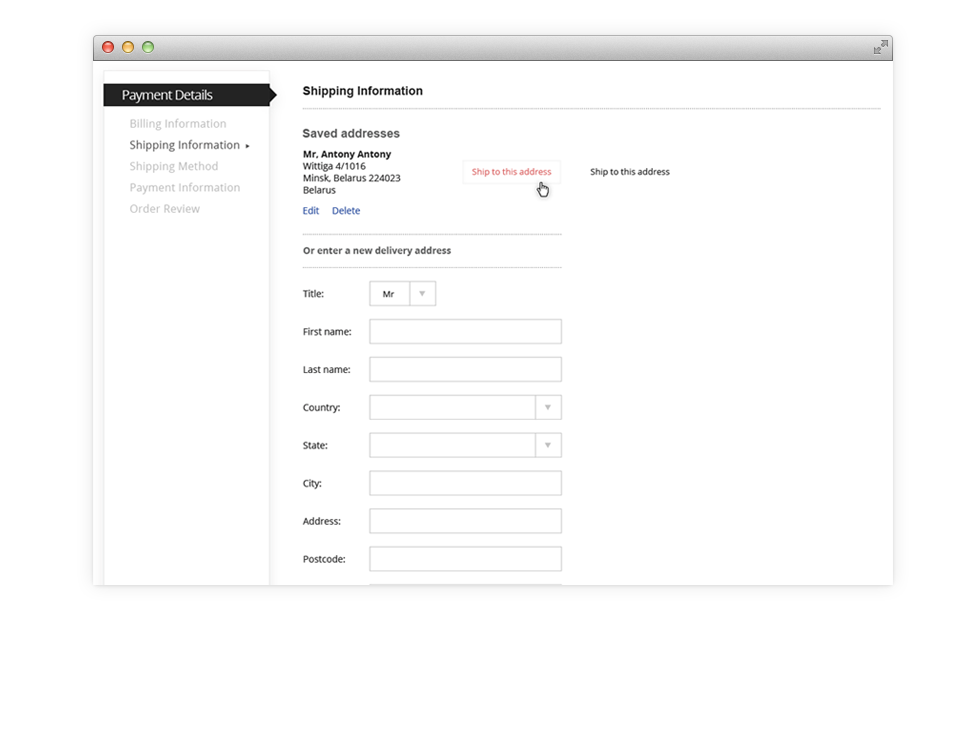 Payment Details
Billing Information
Shipping Information
Shipping Method
Payment Information
Order Review
Shipping Information
Saved addresses
Mr, Antony Antony
Wittiga 4/1016
Minsk, Belarus 224023
Belarus
Edit Delete
Ship to this address
Ship to this address
Or enter a new delivery address
Title: Mr
First name:
Last name:
Country:
State:
City:
Address:
Postcode: